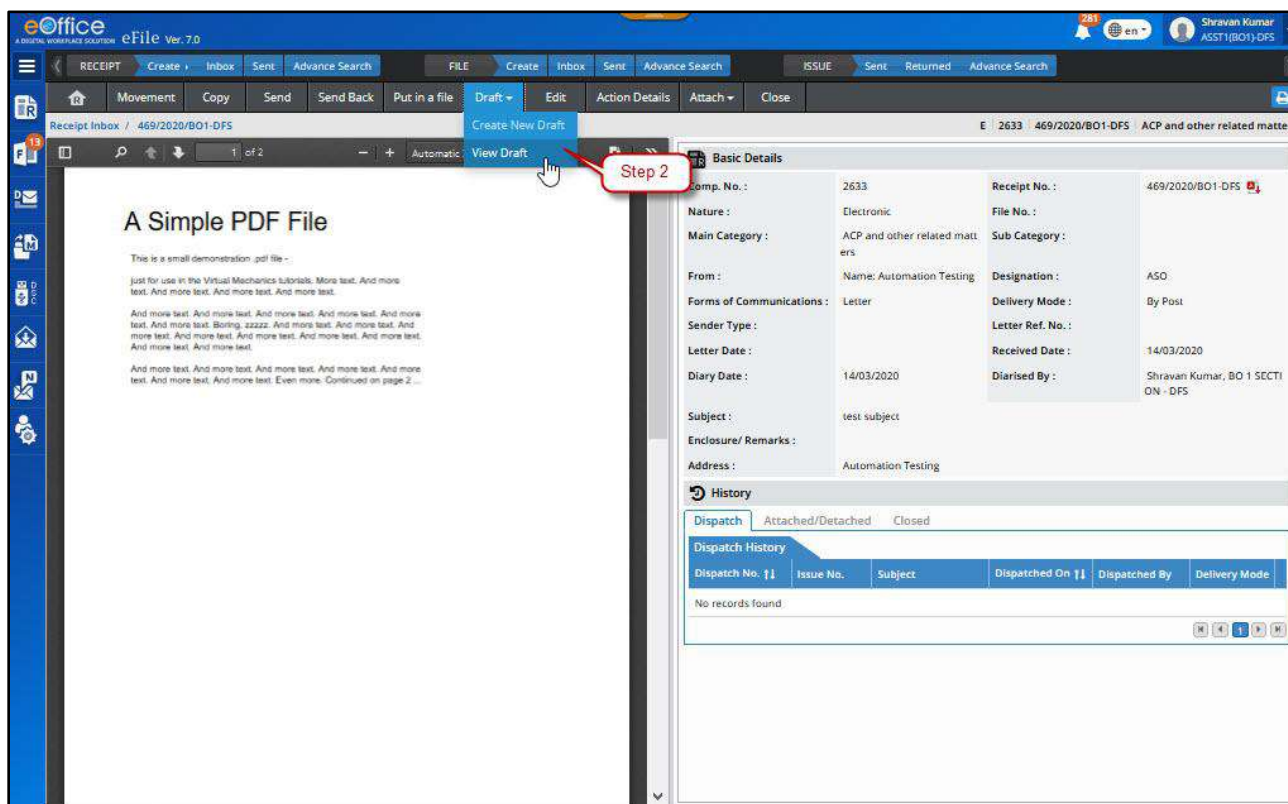 eOffice
A DIGITAL WORKPLACE SOLUTION eFile Ver. 7.0
281
en
Shravan Kumar
ASST1(BO1)-DFS
RECEIPT Create Inbox Sent Advance Search FILE Create Inbox Sent Advance Search ISSUE Sent Returned Advance Search
Movement Copy Send Send Back Put in a file Draft Edit Action Details Attach Close
Receipt Inbox / 469/2020/BO1-DFS
Create New Draft
E 2633 469/2020/BO1-DFS ACP and other related matte
13
1 of 2 - + Automatic
View Draft
Step 2
A Simple PDF File
This is a small demonstration .pdf file -
just for use in the Virtual Mechanics tutorials. More text. And more
text. And more text. And more text. And more text.
And more text. And more text. And more text. And more text. And more
text. And more text. Boring, zzzzz. And more text. And more text. And
more text. And more text. And more text. And more text. And more text.
And more text. And more text.
And more text. And more text. And more text. And more text. And more
text. And more text. And more text. Even more. Continued on page 2 ...
Basic Details
Comp. No. : 2633 Receipt No. : 469/2020/BO1-DFS
Nature : Electronic File No. :
Main Category : ACP and other related matt
ers
Sub Category :
From : Name: Automation Testing Designation : ASO
Forms of Communications : Letter Delivery Mode : By Post
Sender Type : Letter Ref. No. :
Letter Date : Received Date : 14/03/2020
Diary Date : 14/03/2020 Diarised By : Shravan Kumar, BO 1 SECTI
ON - DFS
Subject : test subject
Enclosure/ Remarks :
Address : Automation Testing
History
Dispatch Attached/Detached Closed
Dispatch History
Dispatch No. Issue No. Subject Dispatched On Dispatched By Delivery Mode
No records found
1